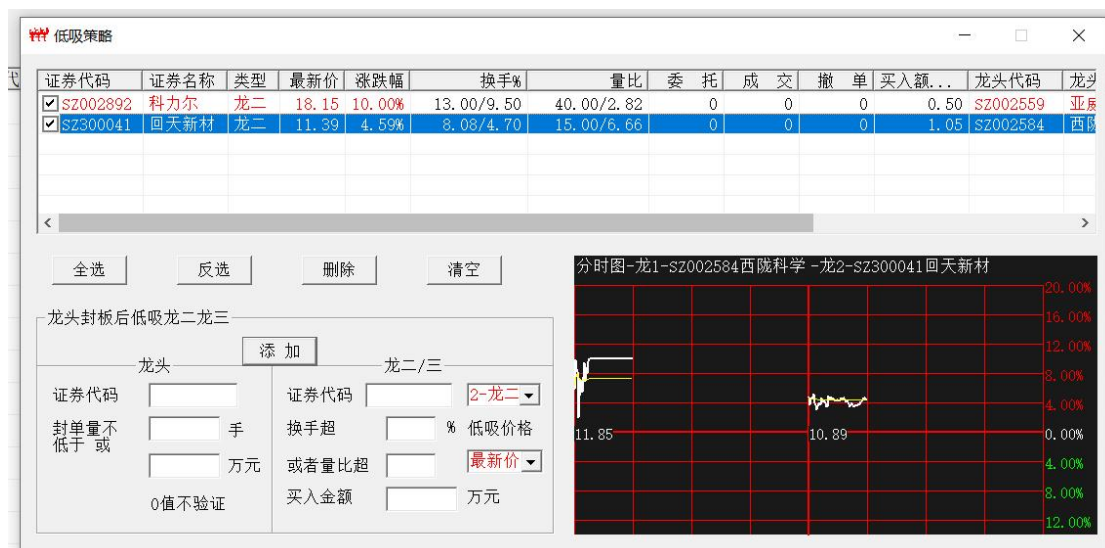 低吸策略
代
证券代码 证券名称 类型 最新价 涨跌幅 换手% 量比 委 托 成 交 撤 单 买入额... 龙头代码 龙头
SZ002892 科力尔 龙二 18.15 10.00% 13.00/9.50 40.00/2.82 0 0 0 0.50 SZ002559 亚威
SZ300041 回天新材 龙二 11.39 4.59% 8.08/4.70 15.00/6.66 0 0 0 1.05 SZ002584 西陇
全选 反选 删除 清空
分时图-龙1-SZ002584西陇科学 -龙2-SZ300041回天新材
20.00%
16.00%
12.00%
8.00%
4.00%
11.85 10.89 0.00%
4.00%
8.00%
12.00%
龙头封板后低吸龙二龙三
添 加
龙头 龙二/三
证券代码 证券代码 2-龙二
封单量不 手 换手超 % 低吸价格
低于 或
万元 或者量比超 最新价
0值不验证 买入金额 万元